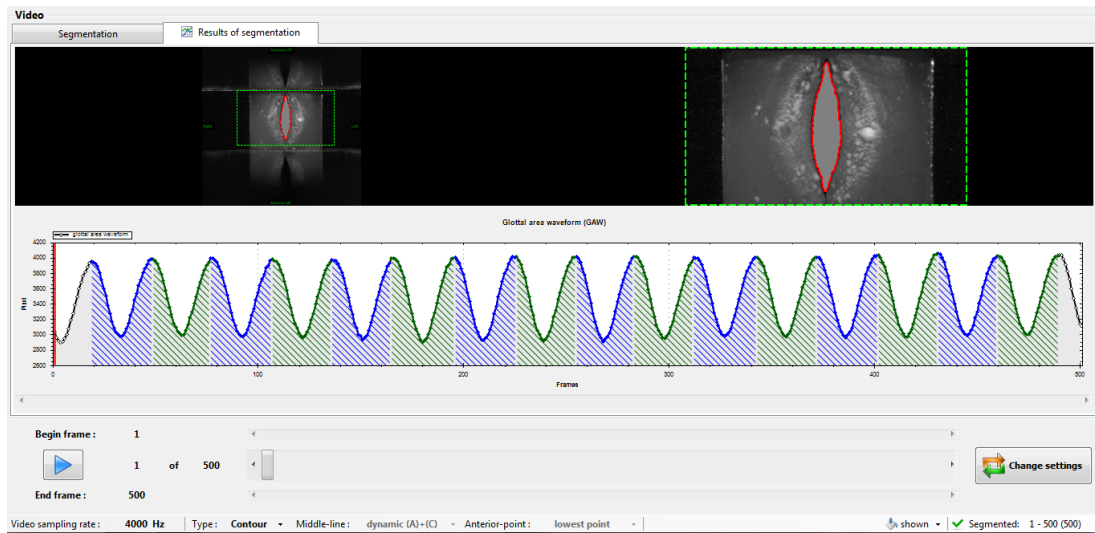 Video
Segmentation
Results of segmentation
Right
Left
Glottal area waveform (GAW)
glottal area waveform
4200
4000
3800
3600
3400
3200
3000
2800
2600
Pixel
0 100 200 300 400 500
Frames
Begin frame : 1
1 of 500
End frame : 500
Change settings
Video sampling rate : 4000 Hz Type : Contour Middle-line : dynamic (A)+(C) Anterior-point : lowest point shown Segmented: 1 - 500 (500)